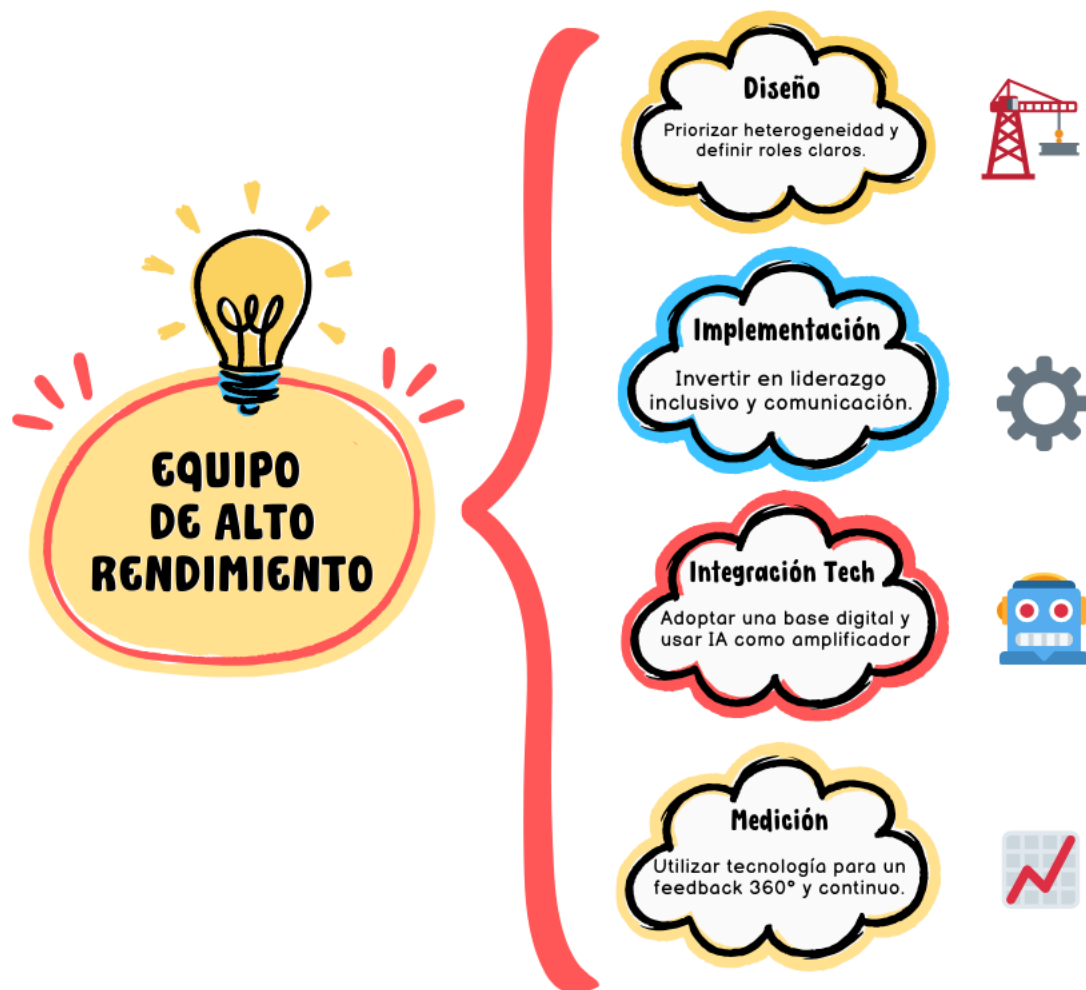 EQUIPO
DE ALTO
RENDIMIENTO
Diseño
Priorizar heterogeneidad y
definir roles claros.
Implementación
Invertir en liderazgo
inclusivo y comunicación.
Integración Tech
Adoptar una base digital y
usar IA como amplificador
Medición
Utilizar tecnología para un
feedback 360° y continuo.